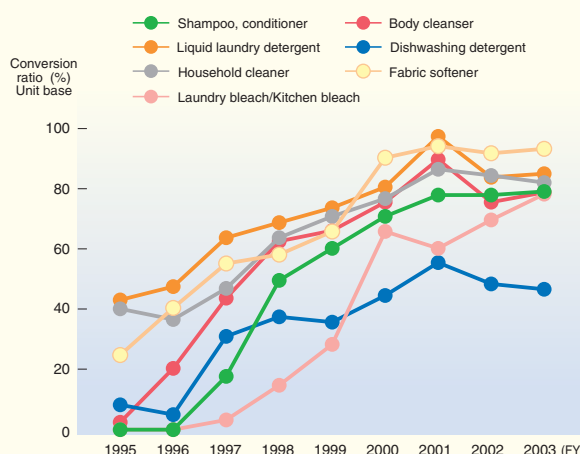 Shampoo, conditioner
Body cleanser
Liquid laundry detergent
Dishwashing detergent
Household cleaner
Fabric softener
Laundry bleach/Kitchen bleach
Conversion
ratio (%)
Unit base
100
80
60
40
20
0
1995 1996 1997 1998 1999 2000 2001 2002 2003 (FY